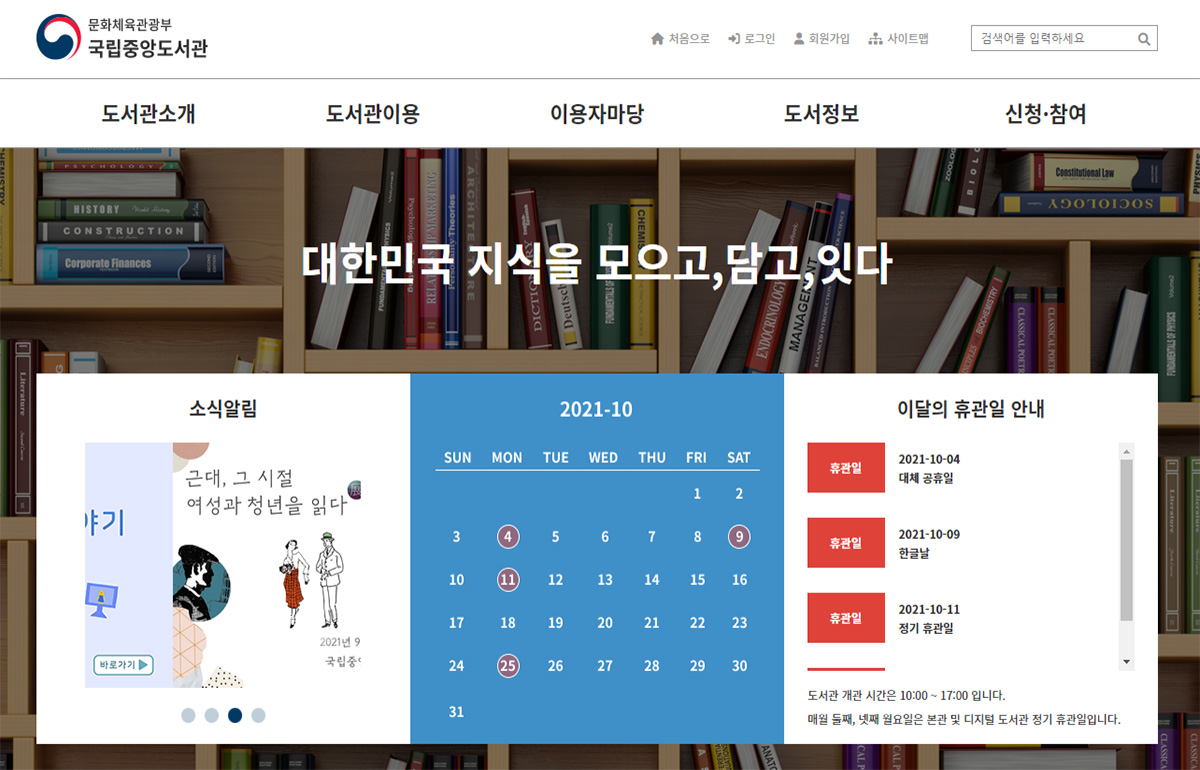 문화체육관광부
국립중앙도서관
처음으로 로그인 회원가입 사이트맵
검색어를 입력하세요
도서관소개 도서관이용 이용자마당 도서정보 신청·참여
PSYCHOLOGY
HISTORY World History
CONSTRUCTION
Corporate Finances
Constitutional Law
SOCIOLOGY
DICTIONARY
Deutsch
ENDOCRINOLOGY
MANAGEMENT
BIOCHEMISTRY
Literature
대한민국 지식을 모으고,담고,잇다
소식알림
야기
바로가기
근대, 그 시절
여성과 청년을 읽다
2021년 9
국립중
2021-10
SUN MON TUE WED THU FRI SAT
1 2
3 4 5 6 7 8 9
10 11 12 13 14 15 16
17 18 19 20 21 22 23
24 25 26 27 28 29 30
31
이달의 휴관일 안내
휴관일
2021-10-04
대체 공휴일
휴관일
2021-10-09
한글날
휴관일
2021-10-11
정기 휴관일
도서관 개관 시간은 10:00 ~ 17:00 입니다.
매월 둘째, 넷째 월요일은 본관 및 디지털 도서관 정기 휴관일입니다.